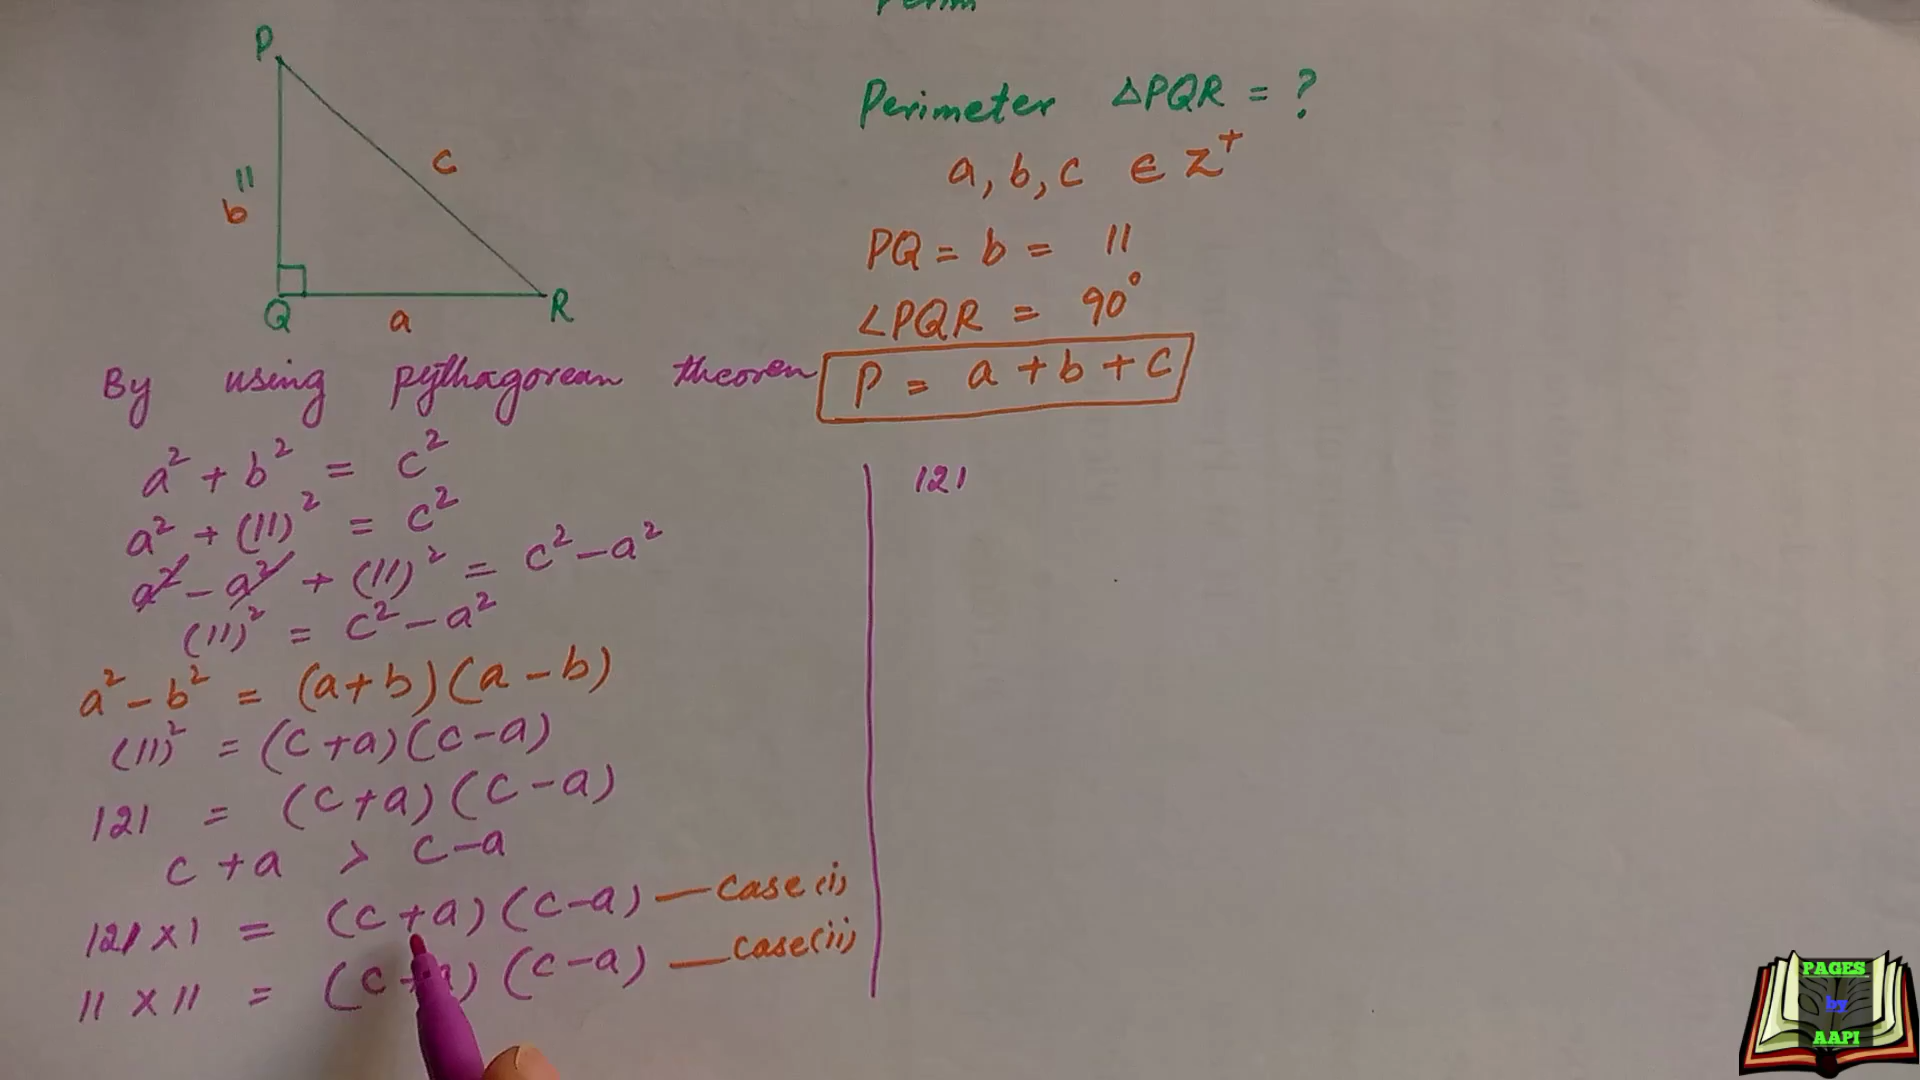 Perim
P
Perimeter △PQR = ?
c
a, b, c ∈ Z⁺
11
b
PQ = b = 11
Q
a
R
∠PQR = 90°
By using pythagorean theorem
P = a + b + c
a² + b² = c²
a² + (11)² = c²
a² - a² + (11)² = c² - a²
(11)² = c² - a²
a² - b² = (a+b)(a-b)
(11)² = (c+a)(c-a)
121 = (c+a)(c-a)
c + a > c - a
121 x 1 = (c+a)(c-a) — Case(i)
11 x 11 = (c+a)(c-a) — Case(ii)
121
PAGES
by
AAPI